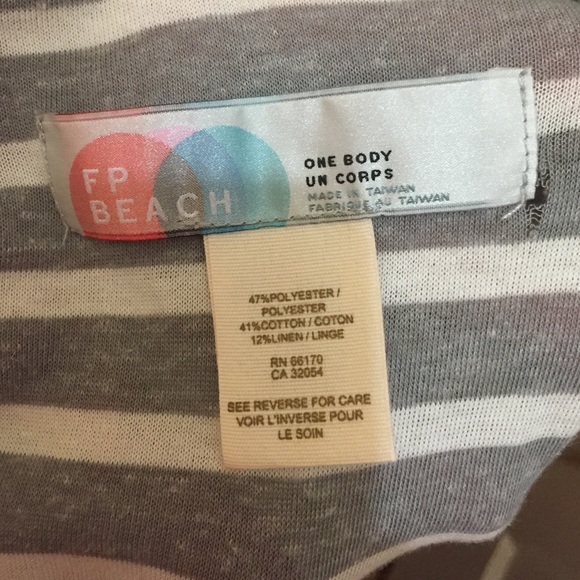 FP
BEACH
ONE BODY
UN CORPS
MADE IN TAIWAN
FABRIQUE AU TAIWAN
47%POLYESTER /
POLYESTER
41%COTTON / COTON
12%LINEN / LINGE
RN 66170
CA 32054
SEE REVERSE FOR CARE
VOIR L'INVERSE POUR
LE SOIN